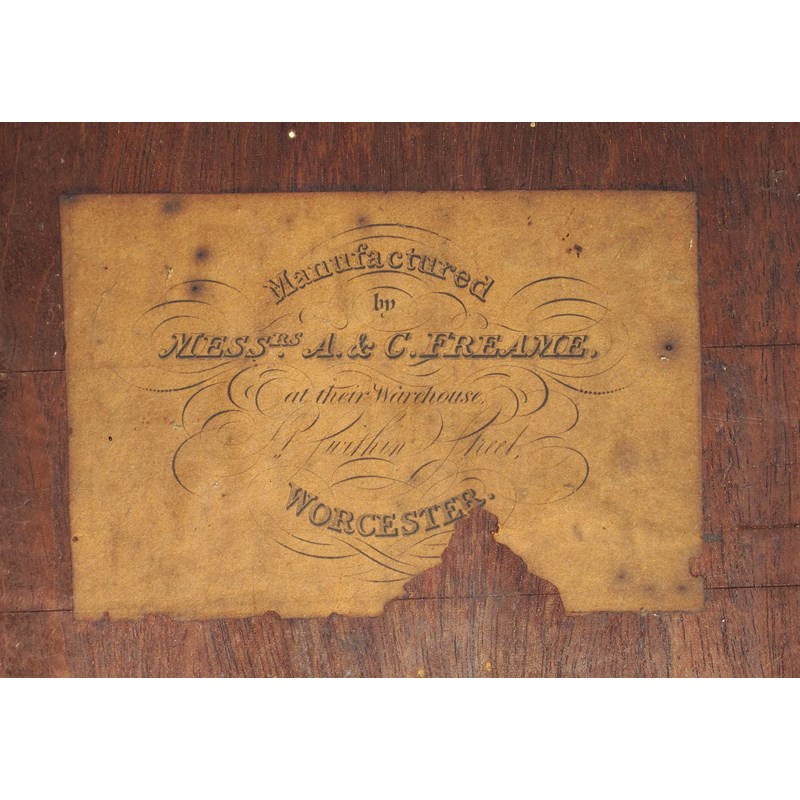 Manufactured
by
MESSRS. A. & C. FREAME.
at their Warehouse,
St. Swithin Street,
WORCESTER.